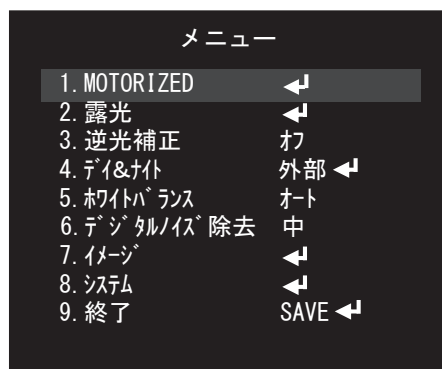 メニュー
1. MOTORIZED ↵
2. 露光 ↵
3. 逆光補正 オフ
4. ﾃﾞｲ&ﾅｲﾄ 外部 ↵
5. ﾎﾜｲﾄﾊﾞﾗﾝｽ ｵｰﾄ
6. ﾃﾞｼﾞﾀﾙﾉｲｽﾞ除去 中
7. ｲﾒｰｼﾞ ↵
8. ｼｽﾃﾑ ↵
9. 終了 SAVE ↵